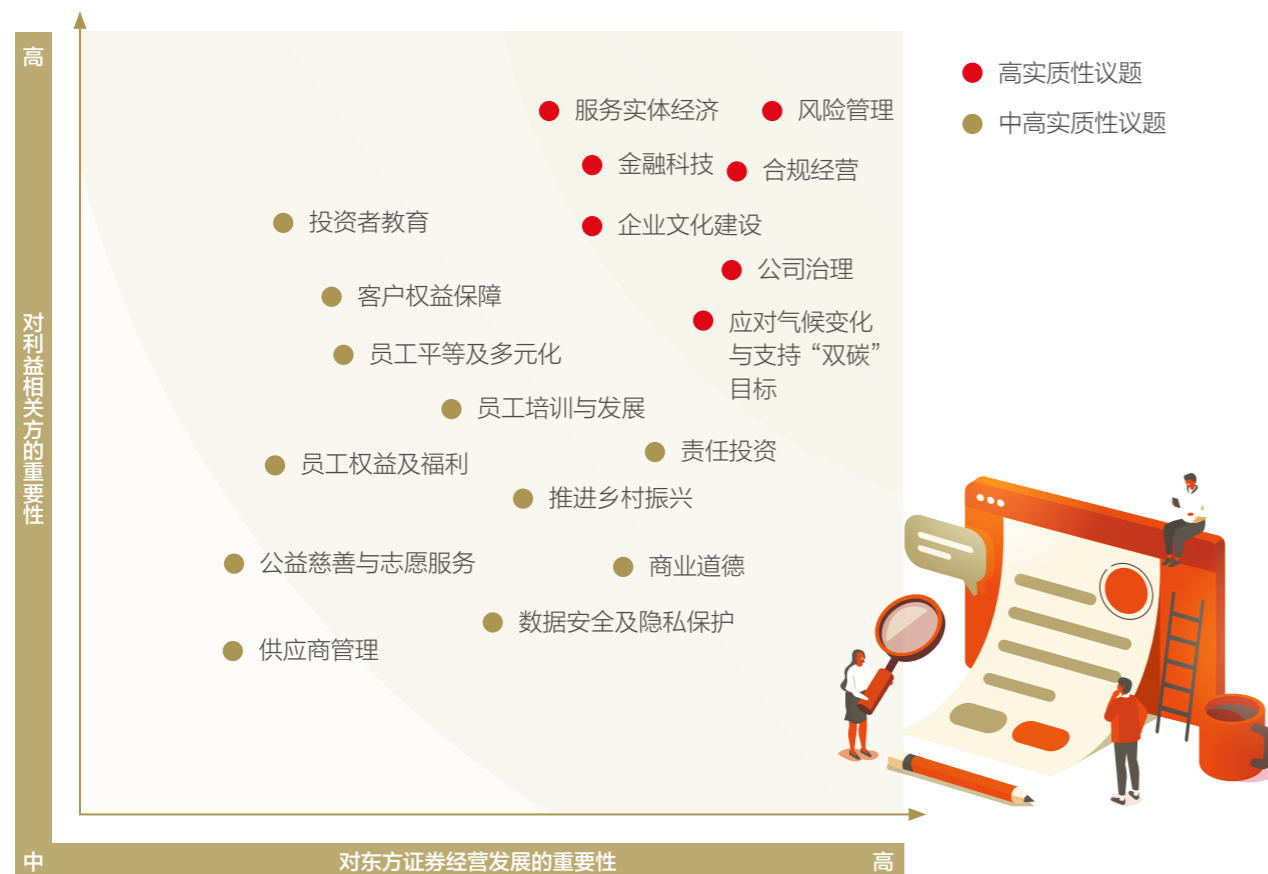 高
服务实体经济
风险管理
金融科技
合规经营
投资者教育
企业文化建设
公司治理
客户权益保障
应对气候变化
与支持“双碳”
目标
员工平等及多元化
员工培训与发展
责任投资
员工权益及福利
推进乡村振兴
公益慈善与志愿服务
商业道德
数据安全及隐私保护
供应商管理
对利益相关方的重要性
中
对东方证券经营发展的重要性
高
高实质性议题
中高实质性议题